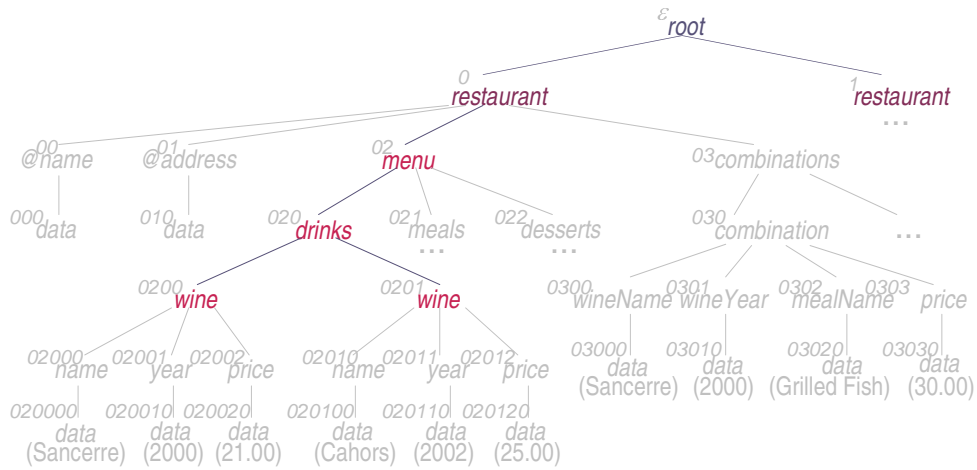 ε root
0 restaurant 1 restaurant
...
00 @name 01 @address 02 menu 03 combinations
000 data 010 data 020 drinks 021 meals 022 desserts 030 combination ...
...
0200 wine 0201 wine 0300 wineName 0301 wineYear 0302 mealName 0303 price
02000 name 02001 year 02002 price 02010 name 02011 year 02012 price 03000 data 03010 data 03020 data 03030 data
(Sancerre) (2000) (Grilled Fish) (30.00)
020000 data 020010 data 020020 data 020100 data 020110 data 020120 data
(Sancerre) (2000) (21.00) (Cahors) (2002) (25.00)